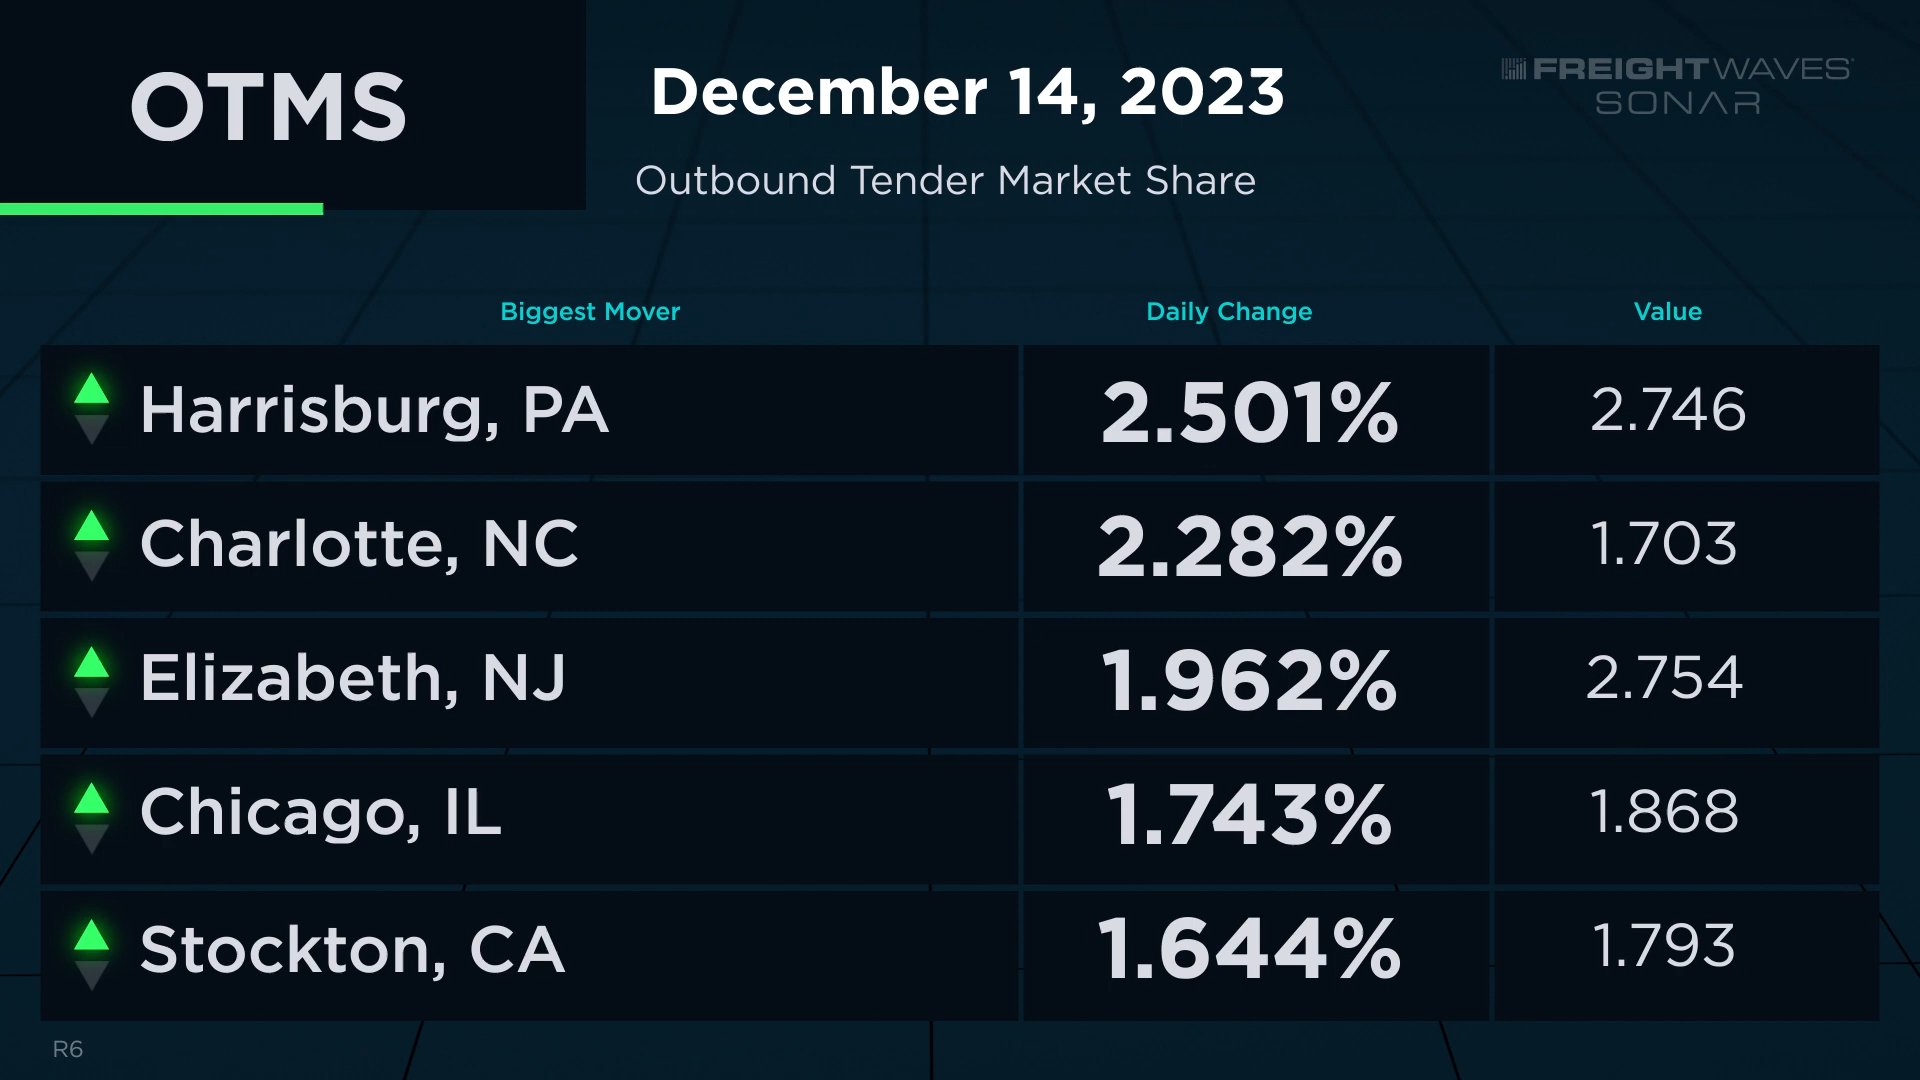 OTMS
December 14, 2023
Outbound Tender Market Share
FREIGHTWAVES
SONAR
Biggest Mover Daily Change Value
Harrisburg, PA 2.501% 2.746
Charlotte, NC 2.282% 1.703
Elizabeth, NJ 1.962% 2.754
Chicago, IL 1.743% 1.868
Stockton, CA 1.644% 1.793
R6